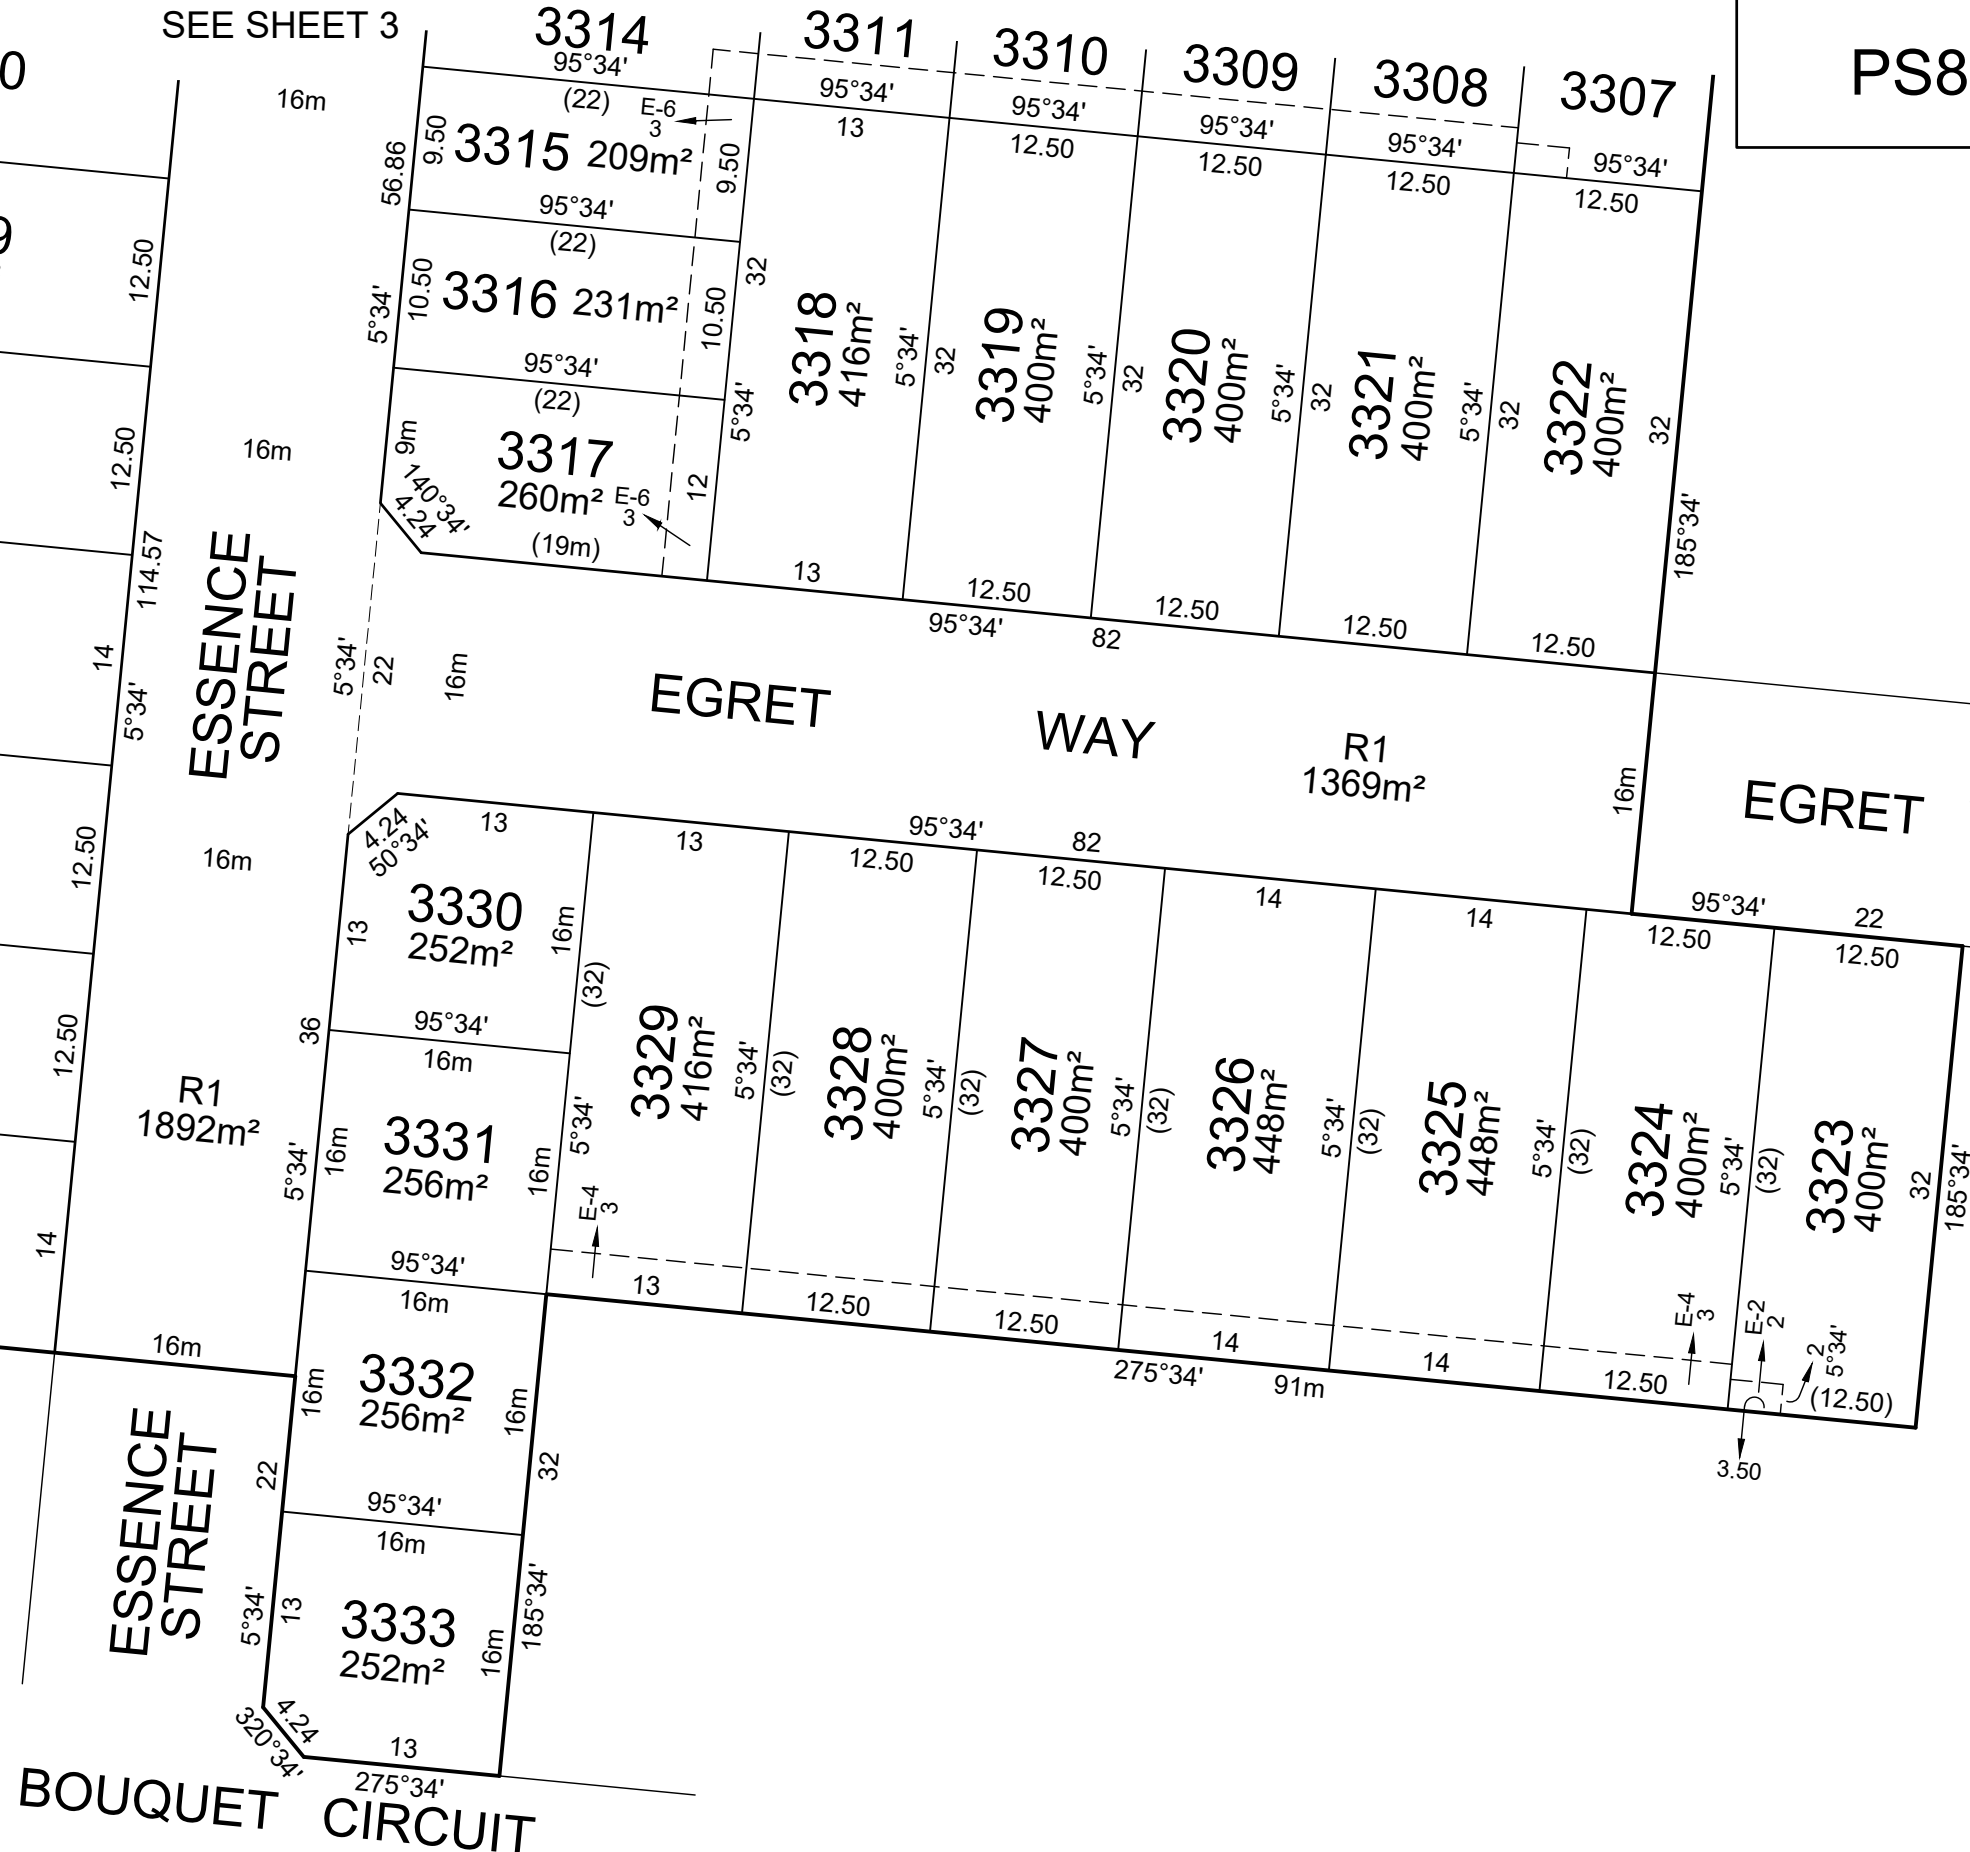 SEE SHEET 3
0
16m
3314
95°34'
3311
95°34'
3310
95°34'
3309
95°34'
3308
95°34'
3307
95°34'
PS8
(22)
E-6
3
9.50
3315 209m²
9.50
56.86
13
12.50
12.50
12.50
12.50
95°34'
(22)
9
12.50
5°34'
10.50
3316 231m²
10.50
32
95°34'
(22)
5°34'
3318
416m²
5°34'
32
3319
400m²
5°34'
32
3320
400m²
5°34'
32
3321
400m²
5°34'
32
3322
400m²
32
185°34'
12.50
16m
9m
140°34'
4.24
3317
260m²
E-6
3
12
(19m)
13
12.50
12.50
12.50
12.50
95°34'
82
114.57
ESSENCE
STREET
14
5°34'
5°34'
22
16m
EGRET
WAY
R1
1369m²
16m
EGRET
12.50
16m
4.24
50°34'
13
13
95°34'
82
12.50
12.50
14
14
95°34'
22
12.50
12.50
13
3330
252m²
16m
(32)
36
95°34'
16m
12.50
R1
1892m²
5°34'
16m
3331
256m²
16m
5°34'
3329
416m²
5°34'
(32)
3328
400m²
5°34'
(32)
3327
400m²
5°34'
(32)
3326
448m²
5°34'
(32)
3325
448m²
5°34'
(32)
3324
400m²
5°34'
(32)
3323
400m²
32
185°34'
14
E-4
3
95°34'
16m
13
12.50
12.50
14
14
12.50
E-4
3
E-2
2
2
5°34'
(12.50)
16m
275°34'
91m
3.50
16m
3332
256m²
16m
32
ESSENCE
STREET
22
95°34'
16m
5°34'
13
3333
252m²
16m
185°34'
4.24
320°34'
13
275°34'
BOUQUET CIRCUIT